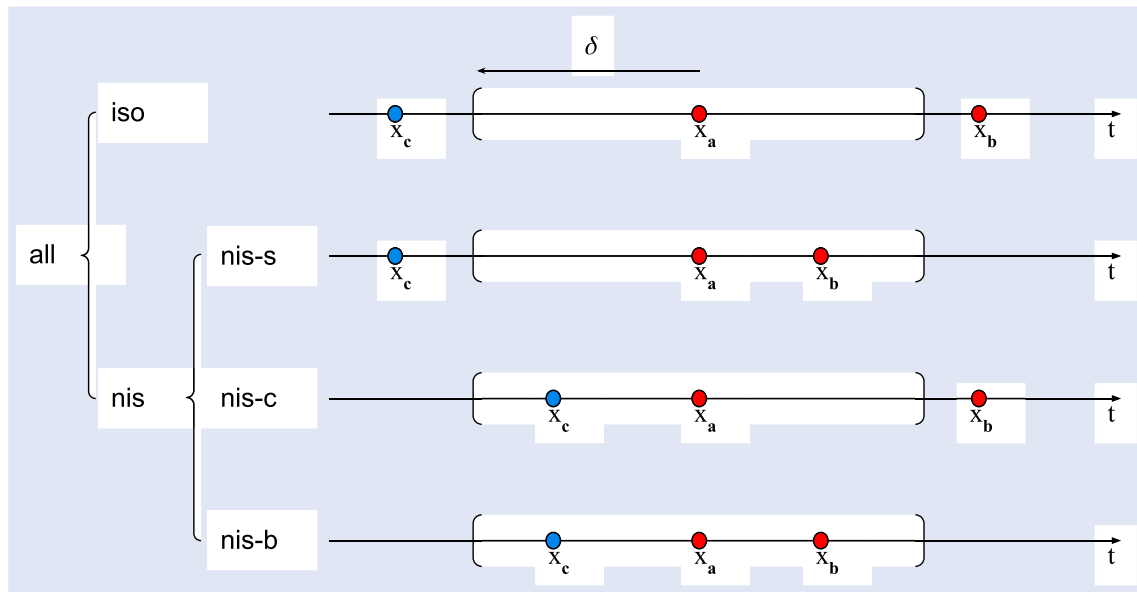 δ
iso
x_c x_a x_b t
all
nis-s
x_c x_a x_b t
nis
nis-c
x_c x_a x_b t
nis-b
x_c x_a x_b t